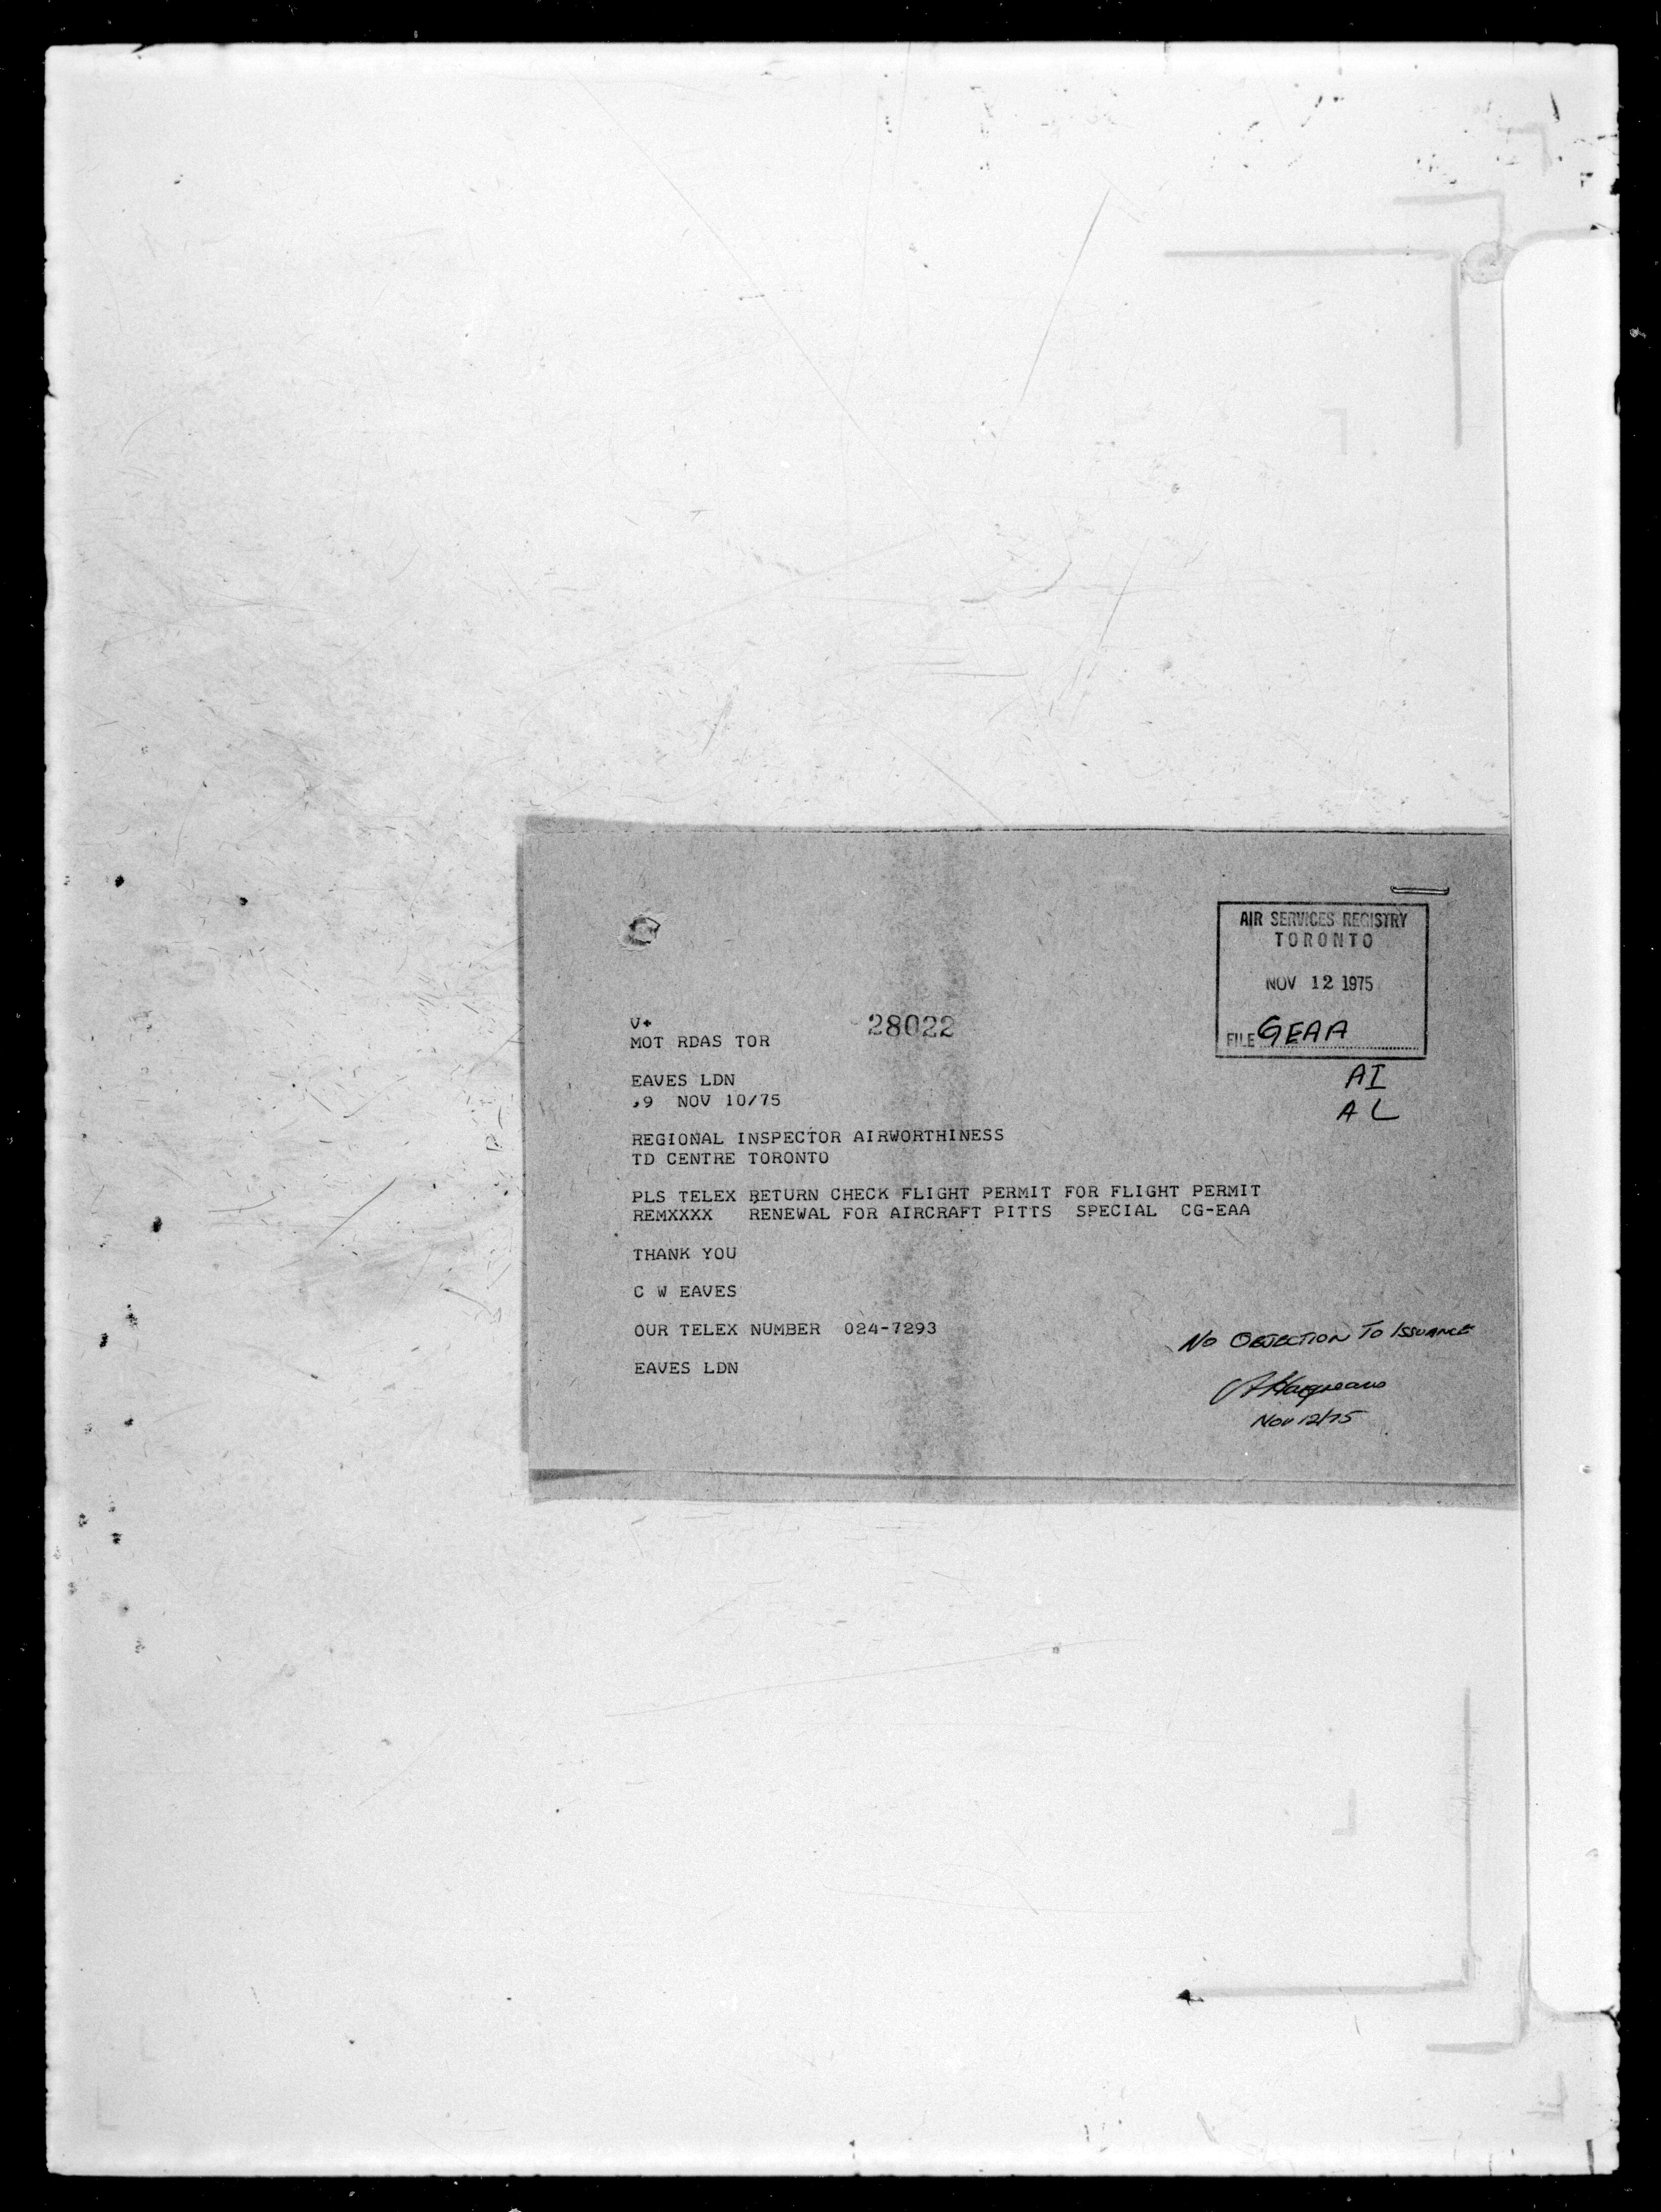 AIR SERVICES REGISTRY
TORONTO
NOV 12 1975
FILE GEAA
AI
AL
V+
28022
MOT RDAS TOR
EAVES LDN
,9 NOV 10/75
REGIONAL INSPECTOR AIRWORTHINESS
TD CENTRE TORONTO
PLS TELEX RETURN CHECK FLIGHT PERMIT FOR FLIGHT PERMIT
REMXXXX RENEWAL FOR AIRCRAFT PITTS SPECIAL CG-EAA
THANK YOU
C W EAVES
OUR TELEX NUMBER 024-7293
EAVES LDN
No OBJECTION TO ISSUANCE
Nov 12/75